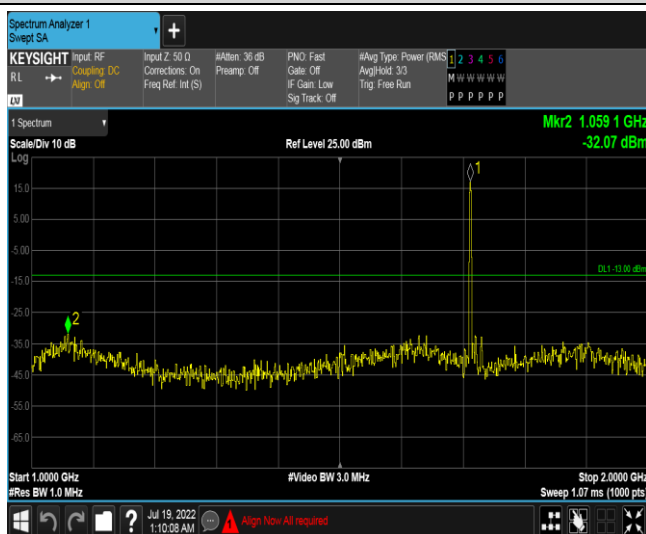 Spectrum Analyzer 1
Swept SA
+
KEYSIGHT
RL
LXI
Input: RF
Coupling: DC
Align: Off
Input Z: 50 Ω
Corrections: On
Freq Ref: Int (S)
#Atten: 36 dB
Preamp: Off
PNO: Fast
Gate: Off
IF Gain: Low
Sig Track: Off
#Avg Type: Power (RMS
Avg|Hold: 3/3
Trig: Free Run
1 2 3 4 5 6
M W W W W W
P P P P P P
1 Spectrum
Mkr2 1.059 1 GHz
Scale/Div 10 dB
Ref Level 25.00 dBm
-32.07 dBm
Log
1
15.0
5.00
-5.00
DL1 -13.00 dBm
-15.0
2
-25.0
-35.0
-45.0
-55.0
-65.0
Start 1.0000 GHz
#Video BW 3.0 MHz
Stop 2.0000 GHz
#Res BW 1.0 MHz
Sweep 1.07 ms (1000 pts)
?
Jul 19, 2022
1:10:08 AM
Align Now All required